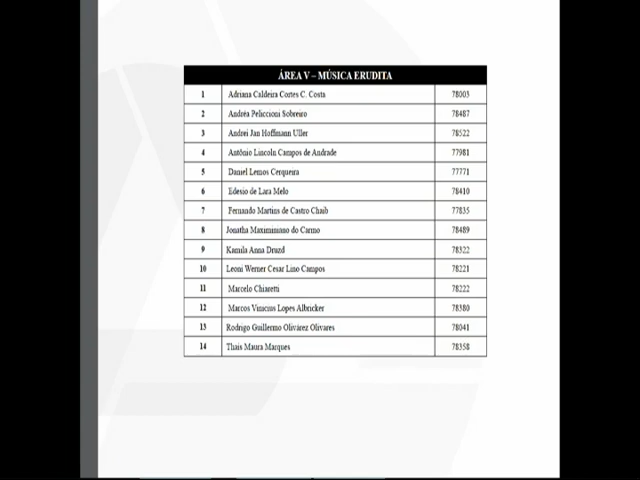 ÁREA V – MÚSICA ERUDITA
1 Adriana Caldeira Cortes C. Costa 78003
2 Andréa Peliccioni Sobreiro 78487
3 Andrei Jan Hoffmann Uller 78522
4 Antônio Lincoln Campos de Andrade 77981
5 Daniel Lemos Cerqueira 77771
6 Edesio de Lara Melo 78410
7 Fernando Martins de Castro Chaib 77835
8 Jonatha Maximiniano do Carmo 78489
9 Kamila Anna Druzd 78322
10 Leoni Werner Cesar Lino Campos 78221
11 Marcelo Chiaretti 78222
12 Marcos Vinicius Lopes Albricker 78380
13 Rodrigo Guillermo Olivárez Olivares 78041
14 Thais Maura Marques 78358